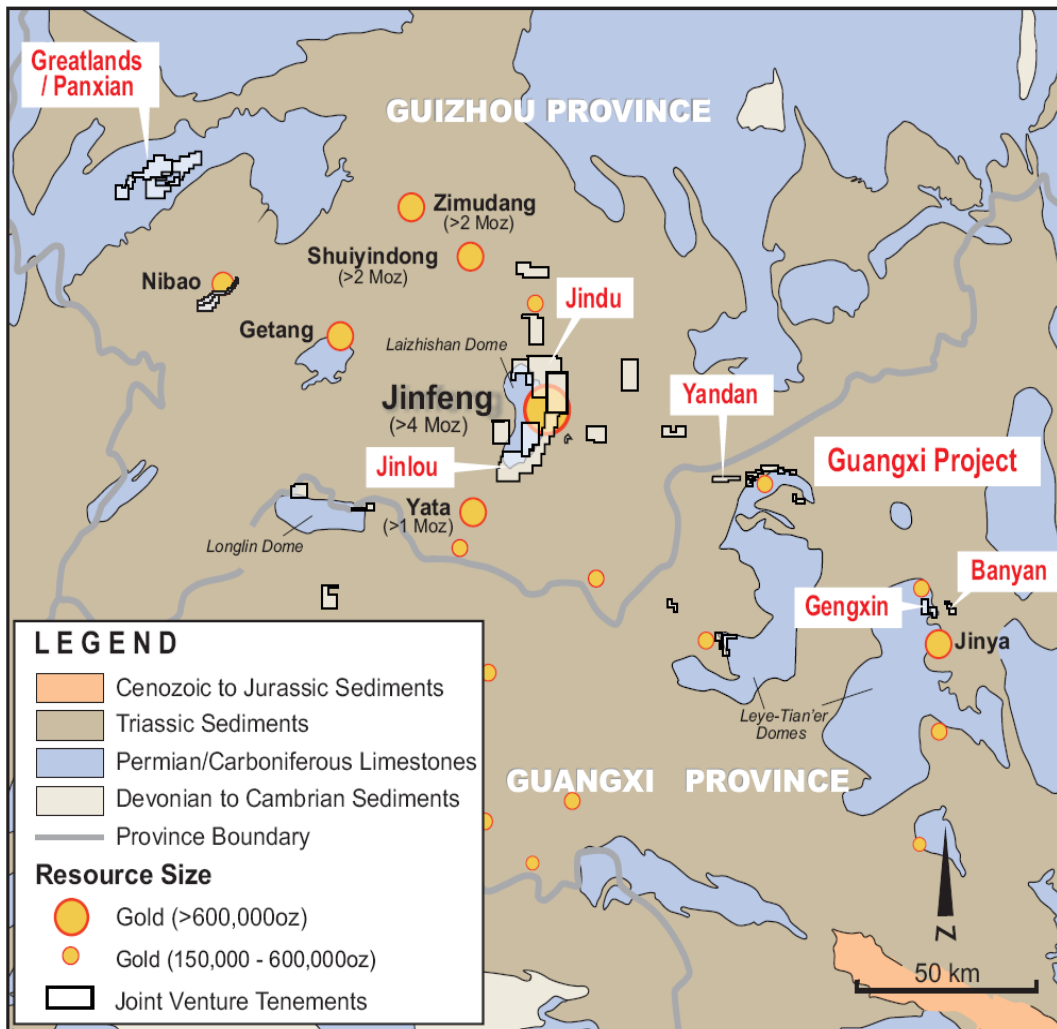 Greatlands
/ Panxian
GUIZHOU PROVINCE
Zimudang
(>2 Moz)
Shuiyindong
(>2 Moz)
Nibao
Jindu
Getang
Laizhishan Dome
Jinfeng
(>4 Moz)
Yandan
Jinlou
Guangxi Project
Yata
(>1 Moz)
Longlin Dome
Banyan
Gengxin
Jinya
Leye-Tian'er
Domes
GUANGXI PROVINCE
LEGEND
Cenozoic to Jurassic Sediments
Triassic Sediments
Permian/Carboniferous Limestones
Devonian to Cambrian Sediments
Province Boundary
Resource Size
Gold (>600,000oz)
Gold (150,000 - 600,000oz)
Joint Venture Tenements
N
50 km